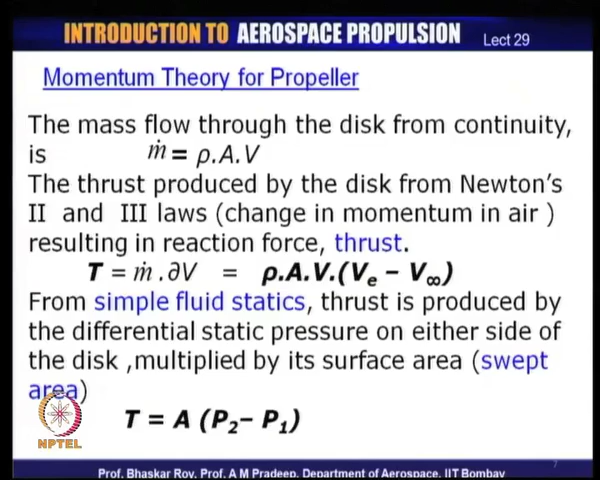 INTRODUCTION TO AEROSPACE PROPULSION Lect 29
Momentum Theory for Propeller
The mass flow through the disk from continuity,
is ṁ = ρ.A.V
The thrust produced by the disk from Newton's
II and III laws (change in momentum in air )
resulting in reaction force, thrust.
T = ṁ .∂V = ρ.A.V.(Vₑ – V∞)
From simple fluid statics, thrust is produced by
the differential static pressure on either side of
the disk ,multiplied by its surface area (swept
area)
T = A (P₂– P₁)
NPTEL
7
Prof. Bhaskar Roy, Prof. A M Pradeep, Department of Aerospace, IIT Bombay